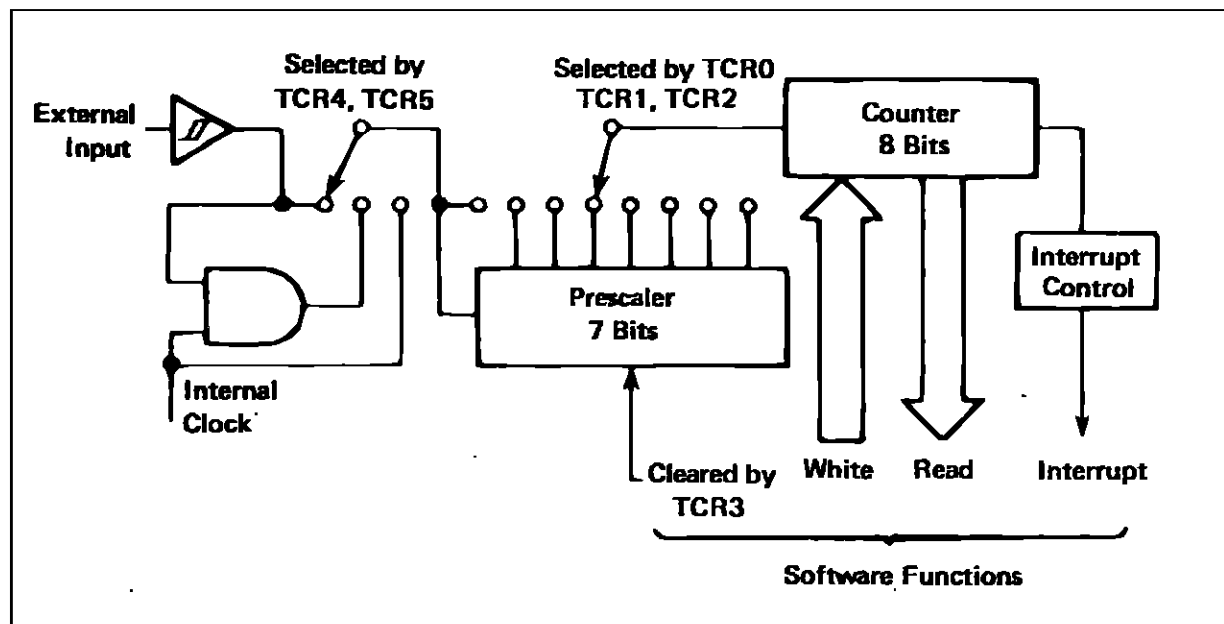 External
Input
Selected by
TCR4, TCR5
Selected by TCR0
TCR1, TCR2
Counter
8 Bits
Interrupt
Control
Prescaler
7 Bits
Internal
Clock
Cleared by
TCR3
White
Read
Interrupt
Software Functions